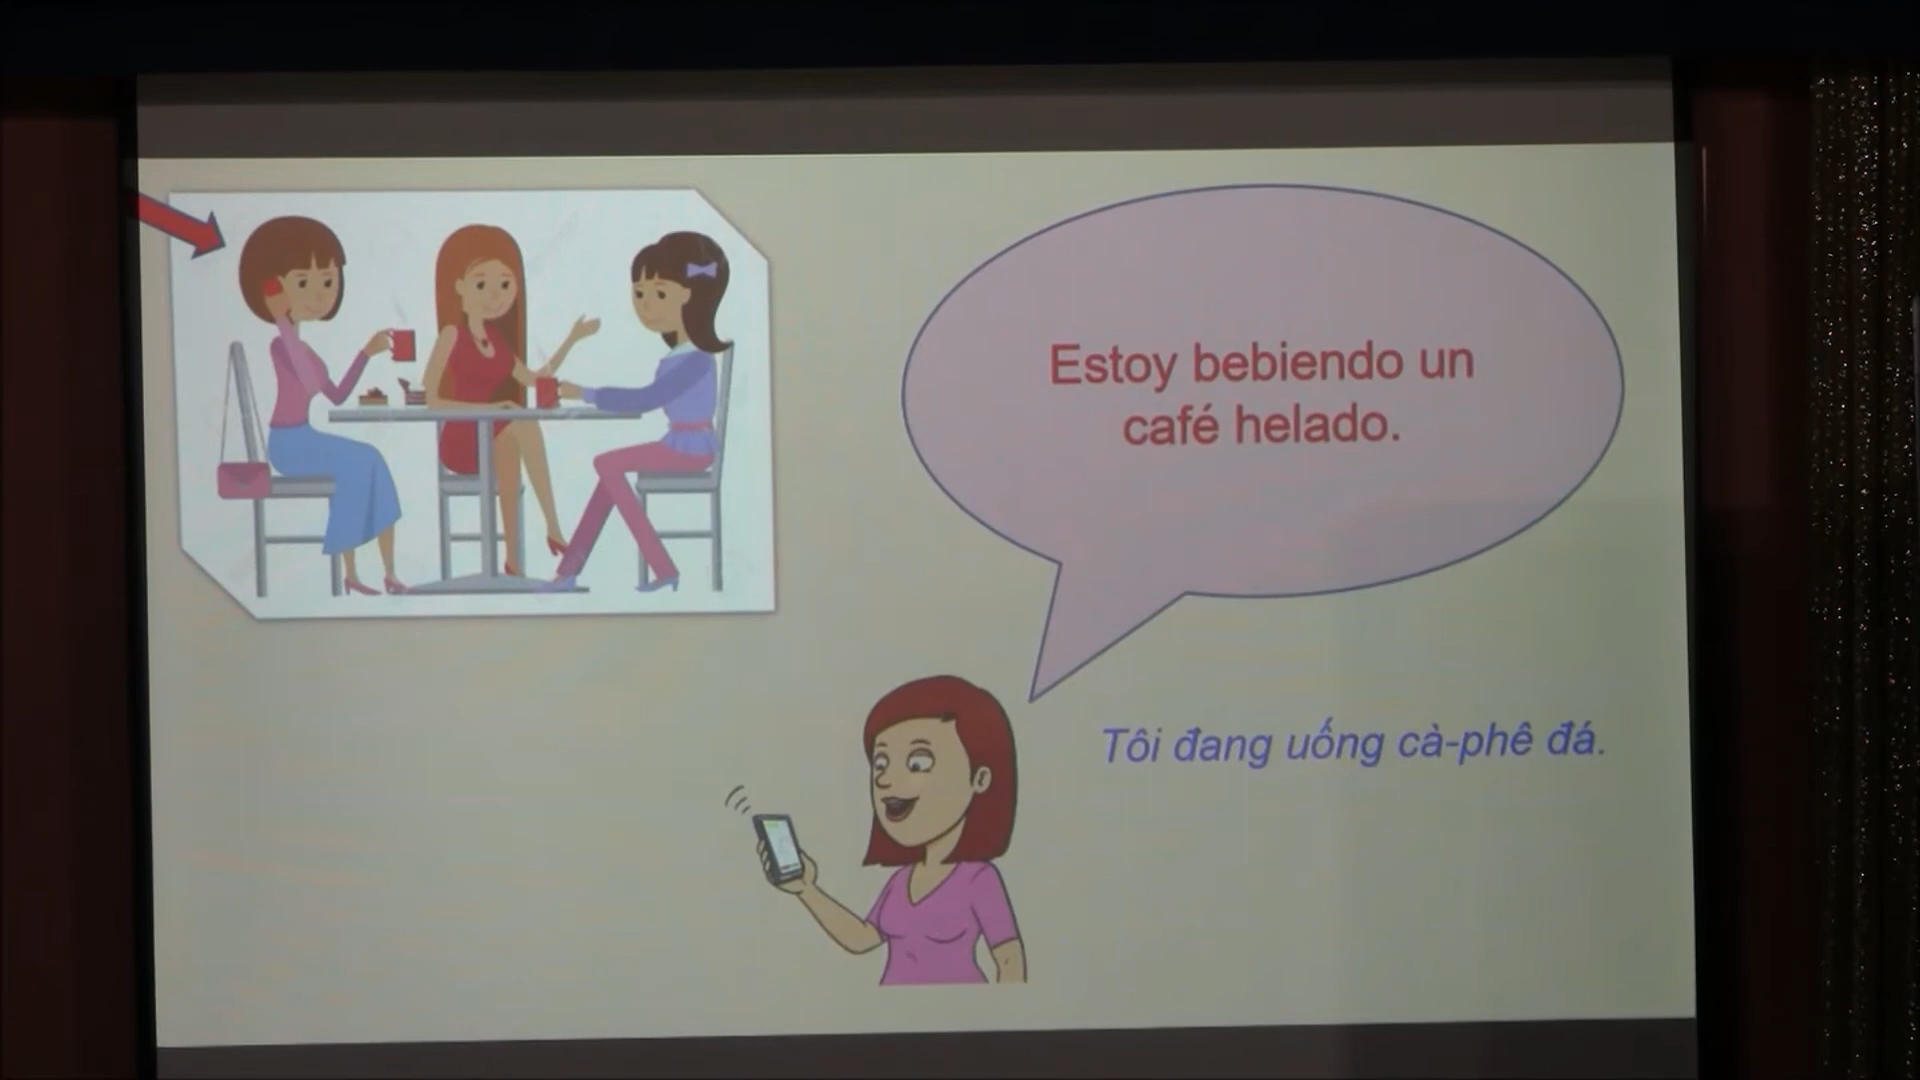 Estoy bebiendo un
café helado.
Tôi đang uống cà-phê đá.